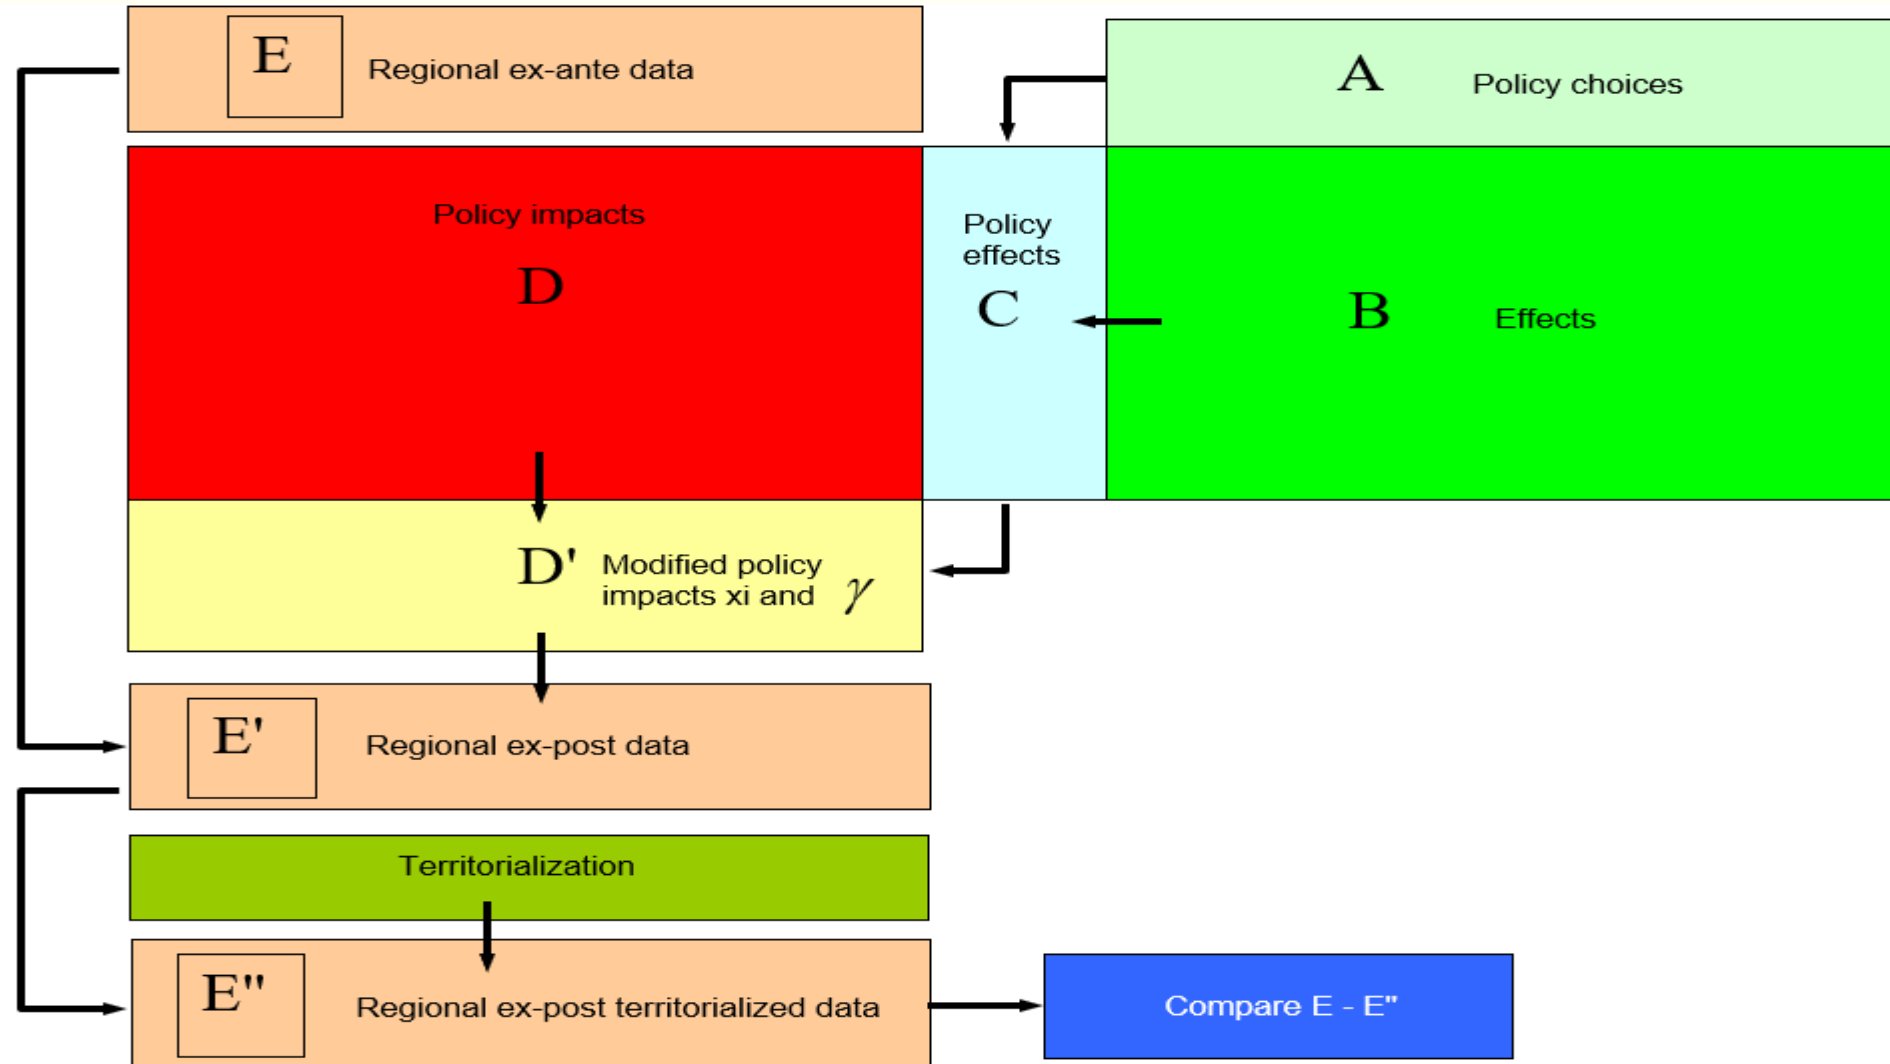 E Regional ex-ante data
A Policy choices
Policy impacts
D
Policy
effects
C
B Effects
D' Modified policy
impacts xi and γ
E' Regional ex-post data
Territorialization
E" Regional ex-post territorialized data
Compare E - E"